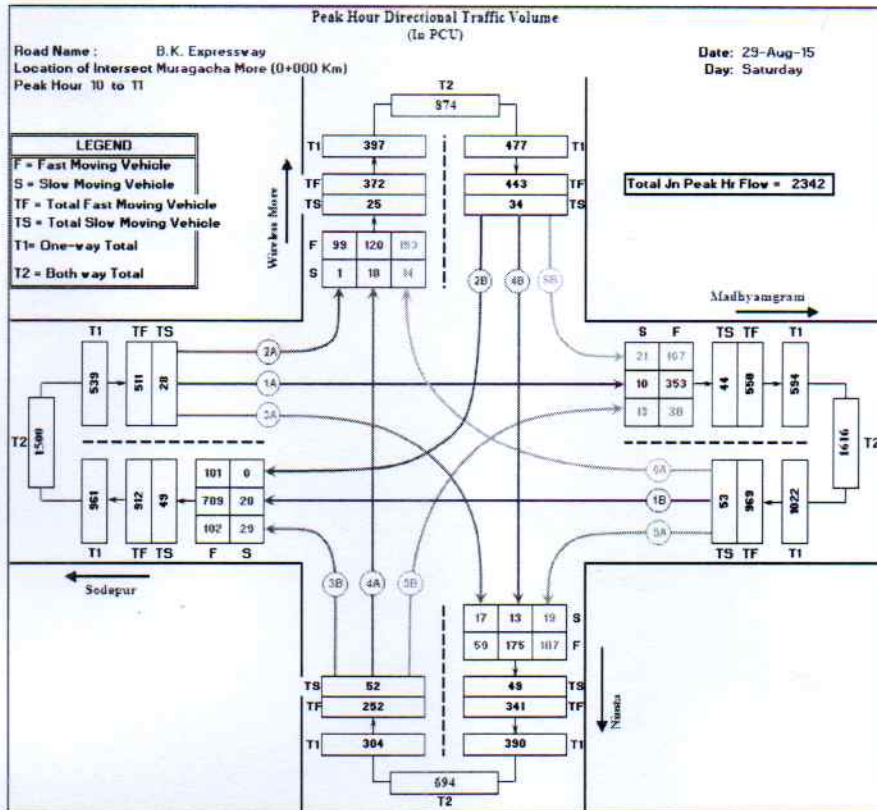 Peak Hour Directional Traffic Volume
(In PCU)
Road Name : B.K. Expressway
Date: 29-Aug-15
Location of Intersect Muragacha More (0+000 Km)
Day: Saturday
Peak Hour 10 to 11
T2
874
T1 397 477 T1
LEGEND
F = Fast Moving Vehicle
S = Slow Moving Vehicle
TF = Total Fast Moving Vehicle
TS = Total Slow Moving Vehicle
T1= One-way Total
T2 = Both way Total
Wireless More
TF 372 443 TF
TS 25 34 TS
Total Jn Peak Hr Flow = 2342
F 99 120 153
S 1 18
2B 4B
Madhyamgram
T1 TF TS
S F TS TF T1
539 511 28
2A
1A
3A
21 167
10 353
13 38
44 550 594
T2 1500
1616 T2
961 912 49
101 0
789 20
102 29
6A
1B
5A
53 969 1022
T1 TF TS F S
TS TF T1
Sodepur
3B 4A 5B
17 13 19 S
59 175 187 F
TS 52 49 TS
TF 252 341 TF
T1 304 390 T1
694
T2